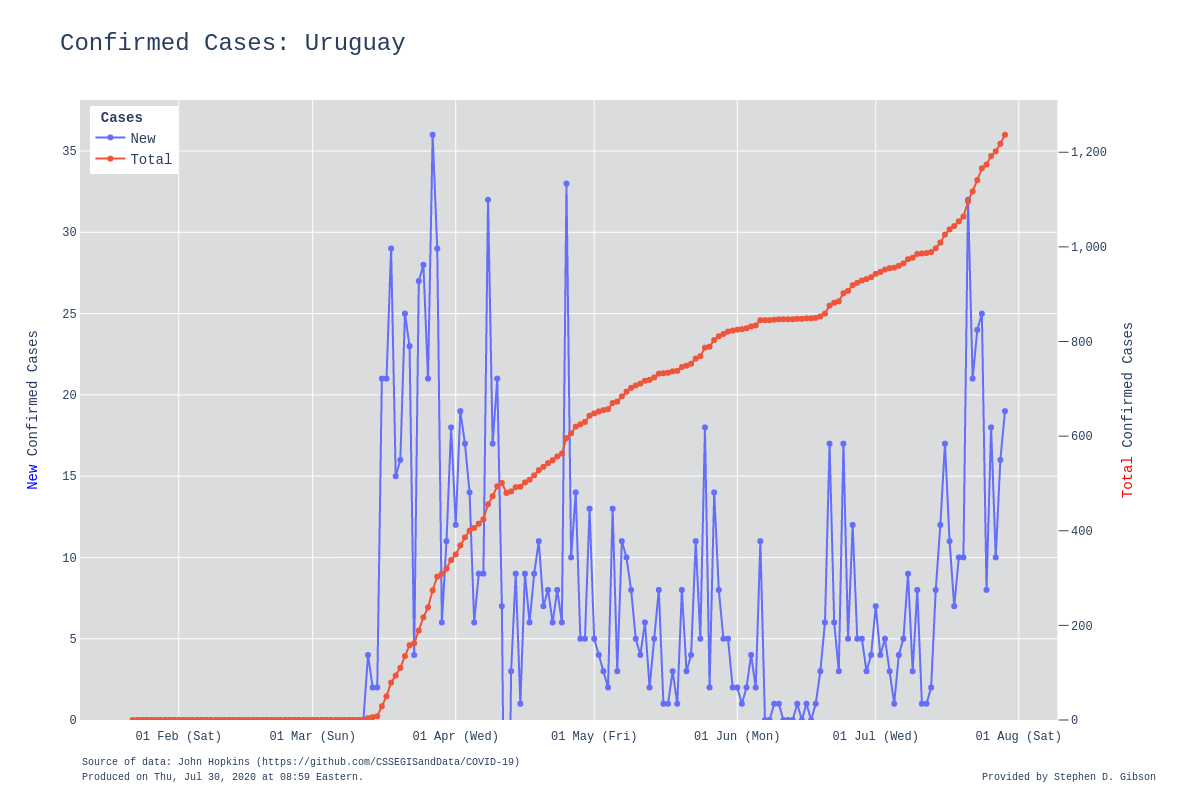 Confirmed Cases: Uruguay
Cases
New
Total
35
30
25
20
15
10
5
0
1,200
1,000
800
600
400
200
0
New Confirmed Cases
Total Confirmed Cases
01 Feb (Sat) 01 Mar (Sun) 01 Apr (Wed) 01 May (Fri) 01 Jun (Mon) 01 Jul (Wed) 01 Aug (Sat)
Source of data: John Hopkins (https://github.com/CSSEGISandData/COVID-19)
Produced on Thu, Jul 30, 2020 at 08:59 Eastern.
Provided by Stephen D. Gibson